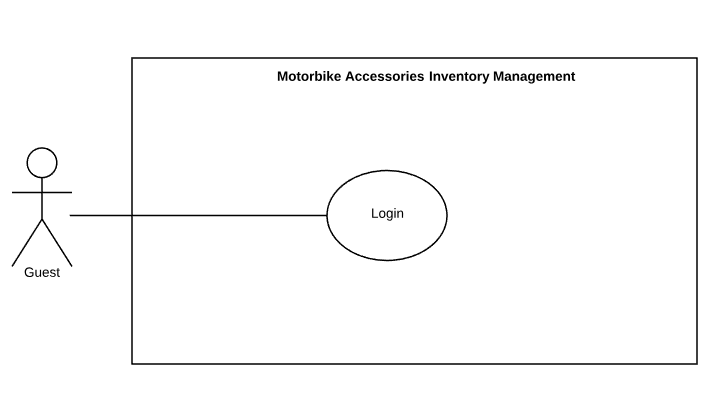 Motorbike Accessories Inventory Management
Login
Guest